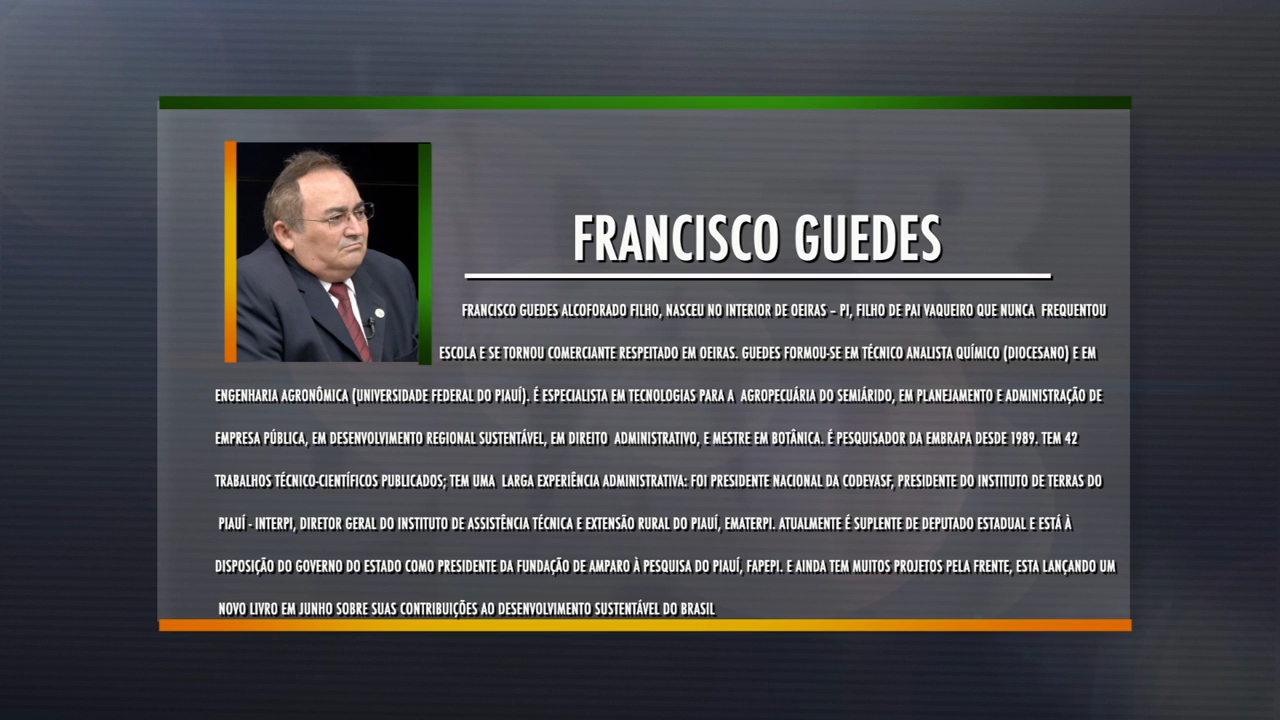 FRANCISCO GUEDES
FRANCISCO GUEDES ALCOFORADO FILHO, NASCEU NO INTERIOR DE OEIRAS – PI, FILHO DE PAI VAQUEIRO QUE NUNCA FREQUENTOU
ESCOLA E SE TORNOU COMERCIANTE RESPEITADO EM OEIRAS. GUEDES FORMOU-SE EM TÉCNICO ANALISTA QUÍMICO (DIOCESANO) E EM
ENGENHARIA AGRONÔMICA (UNIVERSIDADE FEDERAL DO PIAUÍ). É ESPECIALISTA EM TECNOLOGIAS PARA A AGROPECUÁRIA DO SEMIÁRIDO, EM PLANEJAMENTO E ADMINISTRAÇÃO DE
EMPRESA PÚBLICA, EM DESENVOLVIMENTO REGIONAL SUSTENTÁVEL, EM DIREITO ADMINISTRATIVO, E MESTRE EM BOTÂNICA. É PESQUISADOR DA EMBRAPA DESDE 1989. TEM 42
TRABALHOS TÉCNICO-CIENTÍFICOS PUBLICADOS; TEM UMA LARGA EXPERIÊNCIA ADMINISTRATIVA: FOI PRESIDENTE NACIONAL DA CODEVASF, PRESIDENTE DO INSTITUTO DE TERRAS DO
PIAUÍ - INTERPI, DIRETOR GERAL DO INSTITUTO DE ASSISTÊNCIA TÉCNICA E EXTENSÃO RURAL DO PIAUÍ, EMATERPI. ATUALMENTE É SUPLENTE DE DEPUTADO ESTADUAL E ESTÁ À
DISPOSIÇÃO DO GOVERNO DO ESTADO COMO PRESIDENTE DA FUNDAÇÃO DE AMPARO À PESQUISA DO PIAUÍ, FAPEPI. E AINDA TEM MUITOS PROJETOS PELA FRENTE, ESTA LANÇANDO UM
NOVO LIVRO EM JUNHO SOBRE SUAS CONTRIBUIÇÕES AO DESENVOLVIMENTO SUSTENTÁVEL DO BRASIL